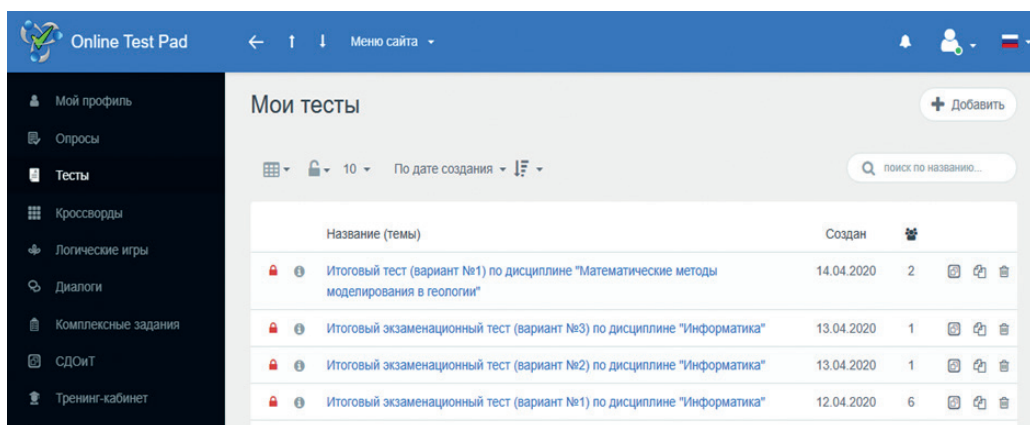 Online Test Pad
Меню сайта
Мой профиль
Опросы
Тесты
Кроссворды
Логические игры
Диалоги
Комплексные задания
СДОиТ
Тренинг-кабинет
Мои тесты
Добавить
10 По дате создания
поиск по названию...
Название (темы) Создан
Итоговый тест (вариант №1) по дисциплине "Математические методы 14.04.2020 2
моделирования в геологии"
Итоговый экзаменационный тест (вариант №3) по дисциплине "Информатика" 13.04.2020 1
Итоговый экзаменационный тест (вариант №2) по дисциплине "Информатика" 13.04.2020 1
Итоговый экзаменационный тест (вариант №1) по дисциплине "Информатика" 12.04.2020 6